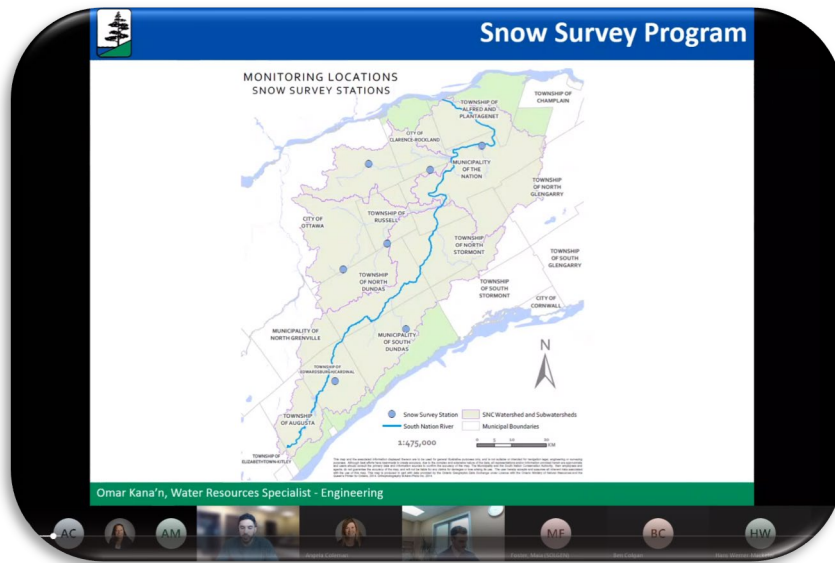 Snow Survey Program
MONITORING LOCATIONS
SNOW SURVEY STATIONS
TOWNSHIP OF
CHAMPLAIN
TOWNSHIP OF
ALFRED AND
PLANTAGENET
CITY OF
CLARENCE-ROCKLAND
MUNICIPALITY
OF THE
NATION
TOWNSHIP
OF NORTH
GLENGARRY
CITY OF
OTTAWA
TOWNSHIP OF
RUSSELL
TOWNSHIP
OF NORTH
STORMONT
TOWNSHIP
OF SOUTH
GLENGARRY
TOWNSHIP
OF NORTH
DUNDAS
TOWNSHIP
OF SOUTH
STORMONT
CITY OF
CORNWALL
MUNICIPALITY OF
NORTH GRENVILLE
MUNICIPALITY
OF SOUTH
DUNDAS
TOWNSHIP OF
EDWARDSBURGH/CARDINAL
TOWNSHIP
OF AUGUSTA
TOWNSHIP OF
ELIZABETHTOWN-KITLEY
N
Snow Survey Station
SNC Watershed and Subwatersheds
South Nation River
Municipal Boundaries
1:475,000
KM
Omar Kana'n, Water Resources Specialist - Engineering
AC
AM
MF
BC
HW